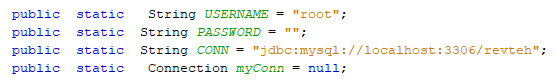 public static String USERNAME = "root";
public static String PASSWORD = "";
public static String CONN = "jdbc:mysql://localhost:3306/revteh";
public static Connection myConn = null;